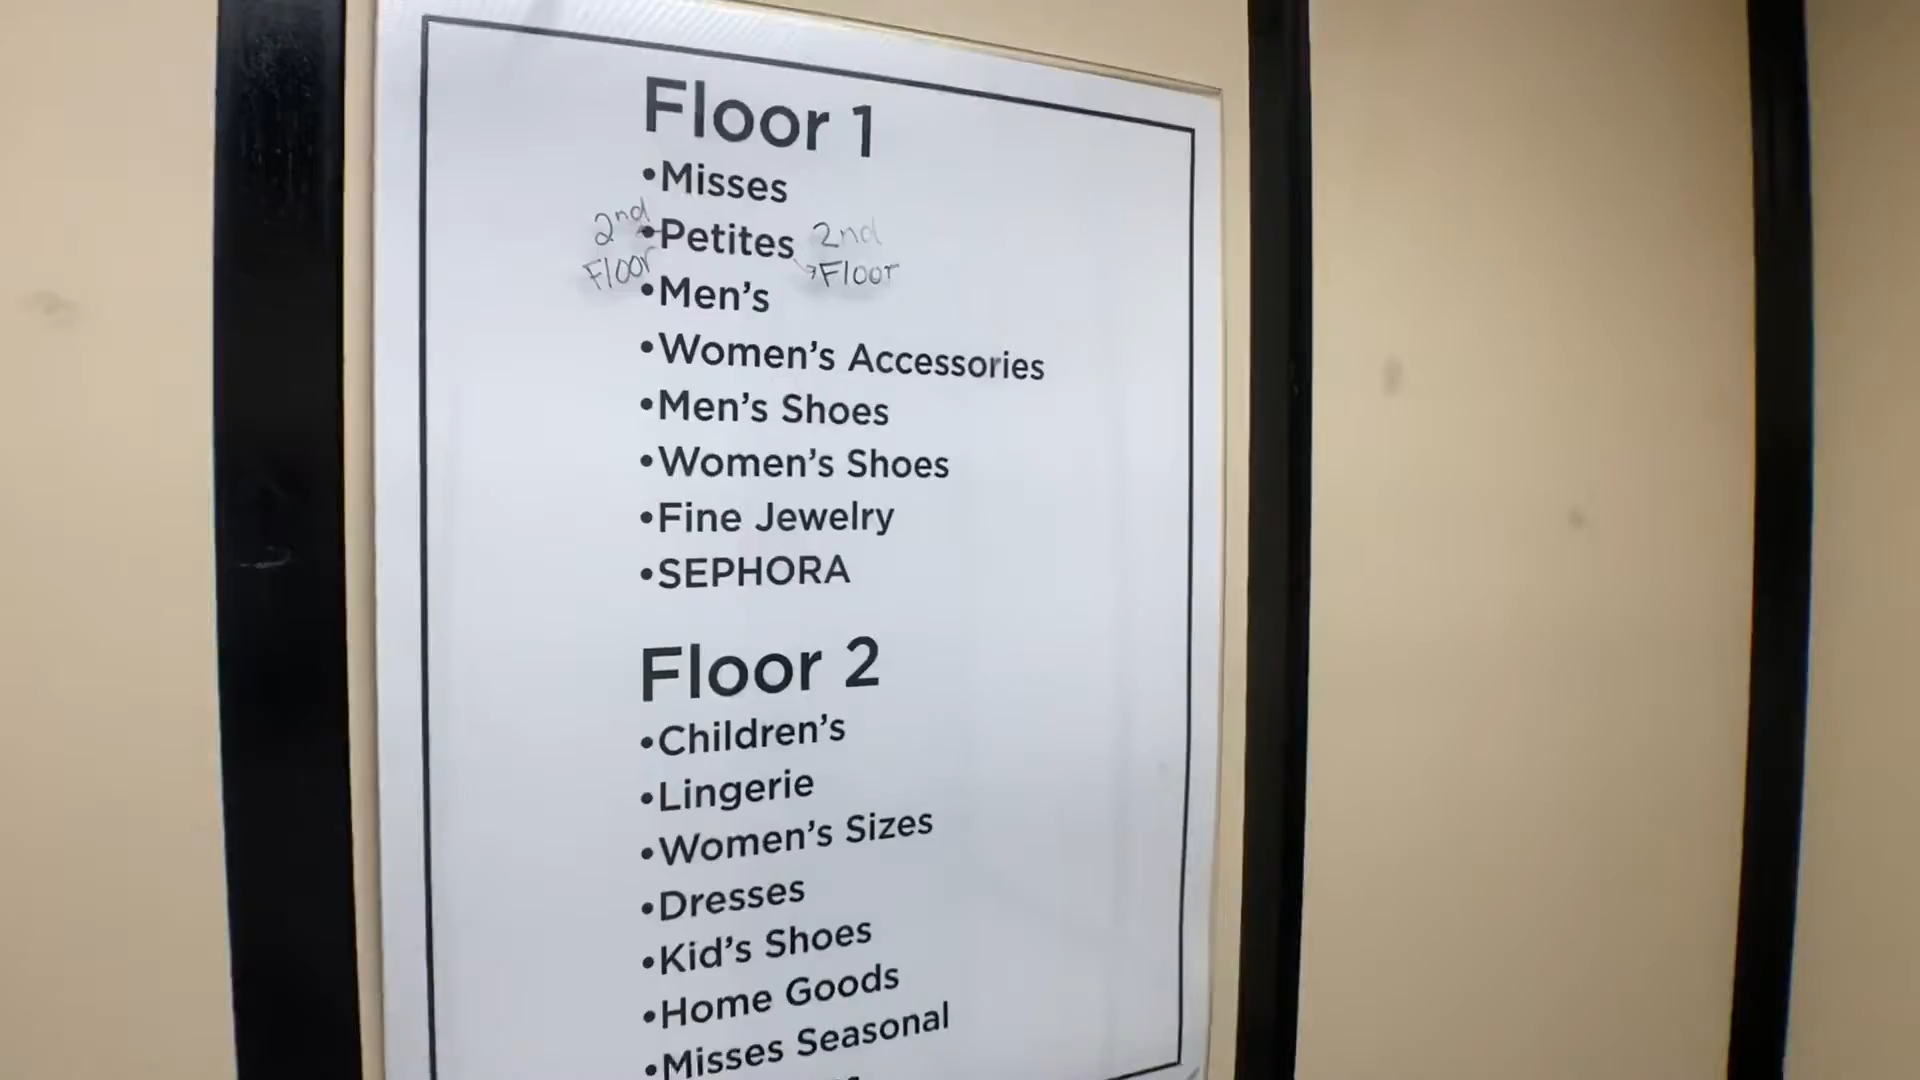 Floor 1
•Misses
2nd Floor •Petites 2nd Floor
•Men's
•Women's Accessories
•Men's Shoes
•Women's Shoes
•Fine Jewelry
•SEPHORA
Floor 2
•Children's
•Lingerie
•Women's Sizes
•Dresses
•Kid's Shoes
•Home Goods
•Misses Seasonal